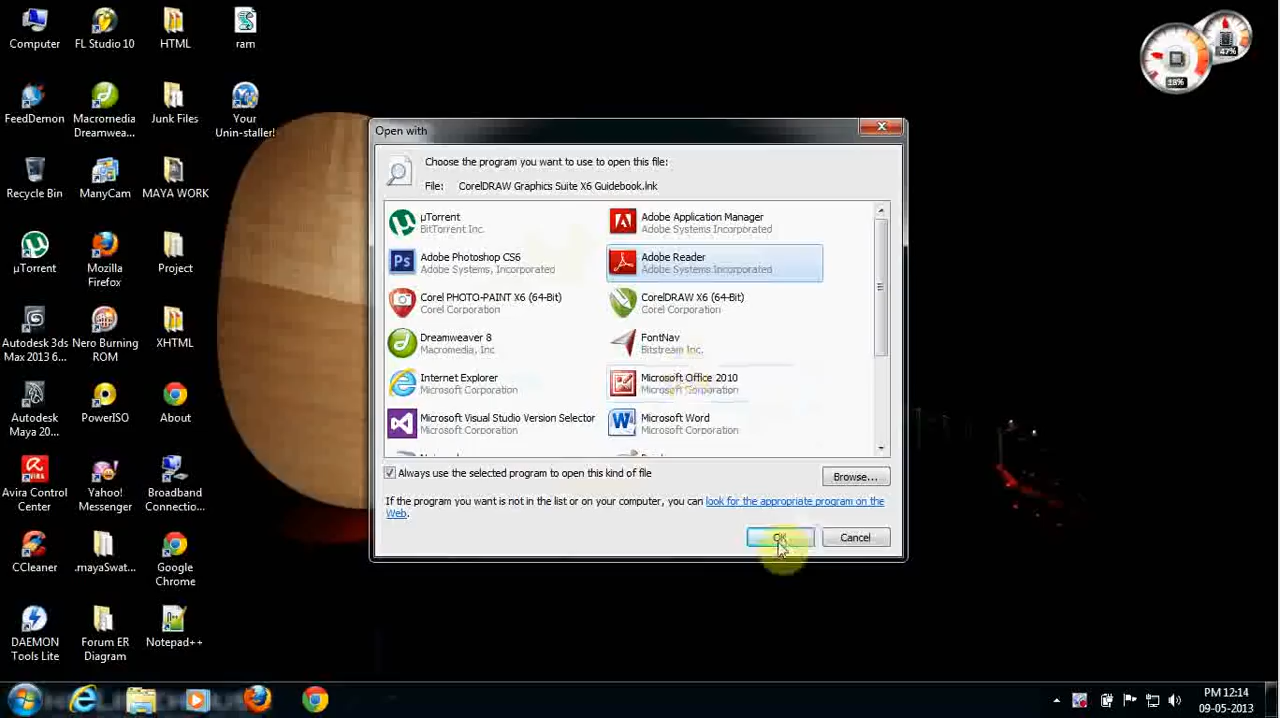 Computer
FL Studio 10
HTML
ram
FeedDemon
Macromedia
Dreamwea...
Junk Files
Your
Unin-staller!
Recycle Bin
ManyCam
MAYA WORK
µTorrent
Mozilla
Firefox
Project
Autodesk 3ds
Max 2013 6...
Nero Burning
ROM
XHTML
Autodesk
Maya 20...
PowerISO
About
Avira Control
Center
Yahoo!
Messenger
Broadband
Connectio...
CCleaner
.mayaSwat...
Google
Chrome
DAEMON
Tools Lite
Forum ER
Diagram
Notepad++
18%
47%
Open with
Choose the program you want to use to open this file:
File: CorelDRAW Graphics Suite X6 Guidebook.lnk
µTorrent
BitTorrent Inc.
Adobe Application Manager
Adobe Systems Incorporated
Ps
Adobe Photoshop CS6
Adobe Systems, Incorporated
Adobe Reader
Adobe Systems Incorporated
Corel PHOTO-PAINT X6 (64-Bit)
Corel Corporation
CorelDRAW X6 (64-Bit)
Corel Corporation
Dreamweaver 8
Macromedia, Inc
FontNav
Bitstream Inc.
Internet Explorer
Microsoft Corporation
Microsoft Office 2010
Microsoft Corporation
Microsoft Visual Studio Version Selector
Microsoft Corporation
Microsoft Word
Microsoft Corporation
Always use the selected program to open this kind of file
Browse...
If the program you want is not in the list or on your computer, you can look for the appropriate program on the
Web.
OK
Cancel
PM 12:14
09-05-2013